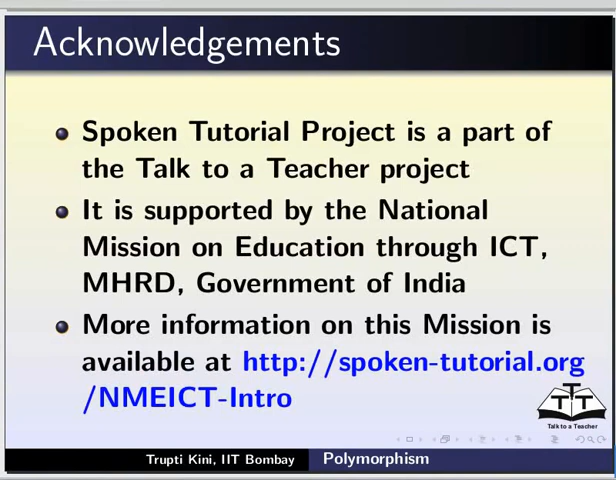 Acknowledgements
Spoken Tutorial Project is a part of
the Talk to a Teacher project
It is supported by the National
Mission on Education through ICT,
MHRD, Government of India
More information on this Mission is
available at http://spoken-tutorial.org
/NMEICT-Intro
TTT
Talk to a Teacher
Trupti Kini, IIT Bombay
Polymorphism